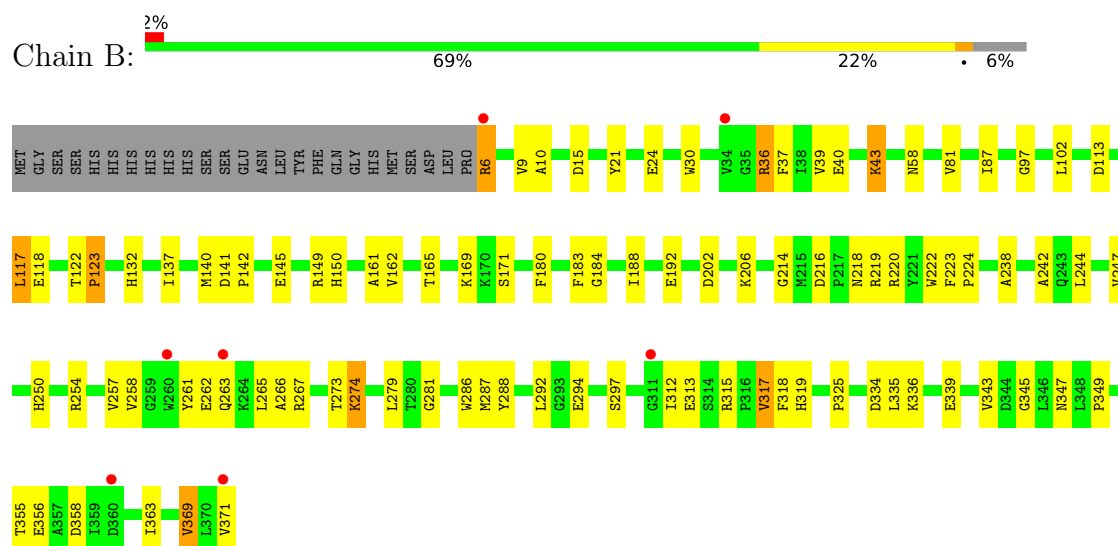 2%
Chain B:
69% 22% • 6%
MET GLY SER SER HIS HIS HIS HIS HIS HIS SER SER GLU ASN LEU TYR PHE GLN GLY HIS MET SER ASP LEU PRO R6 V9 A10 D15 Y21 E24 W30 V34 G35 R36 F37 I38 V39 E40 K43 N58 V81 I87 G97 L102 D113
L117 E118 T122 P123 H132 I137 M140 D141 P142 E145 R149 H150 A161 V162 T165 K169 K170 S171 F180 F183 G184 I188 E192 D202 K206 G214 M215 D216 P217 N218 R219 R220 Y221 W222 F223 P224 A238 A242 Q243 L244 V247
H250 R254 V257 V258 G259 W260 Y261 E262 Q263 K264 L265 A266 R267 T273 K274 L279 T280 G281 W286 M287 Y288 L292 G293 E294 S297 G311 I312 E313 S314 R315 P316 V317 F318 H319 P325 D334 L335 K336 E339 V343 D344 G345 L346 N347 L348 P349
T355 E356 A357 D358 I359 D360 I363 V369 L370 V371